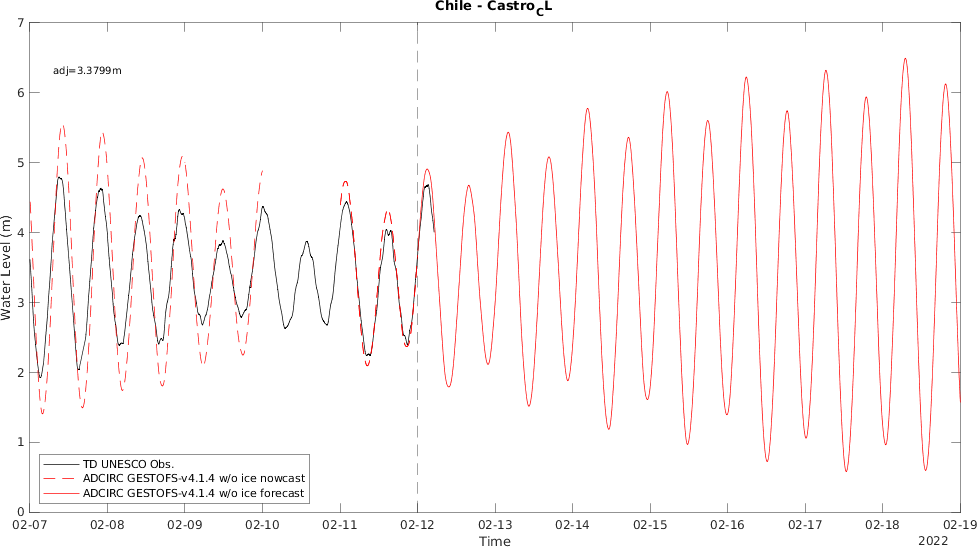 Chile - Castro_CL
adj=3.3799m
Water Level (m)
7
6
5
4
3
2
1
0
TD UNESCO Obs.
ADCIRC GESTOFS-v4.1.4 w/o ice nowcast
ADCIRC GESTOFS-v4.1.4 w/o ice forecast
02-07 02-08 02-09 02-10 02-11 02-12 02-13 02-14 02-15 02-16 02-17 02-18 02-19
Time
2022